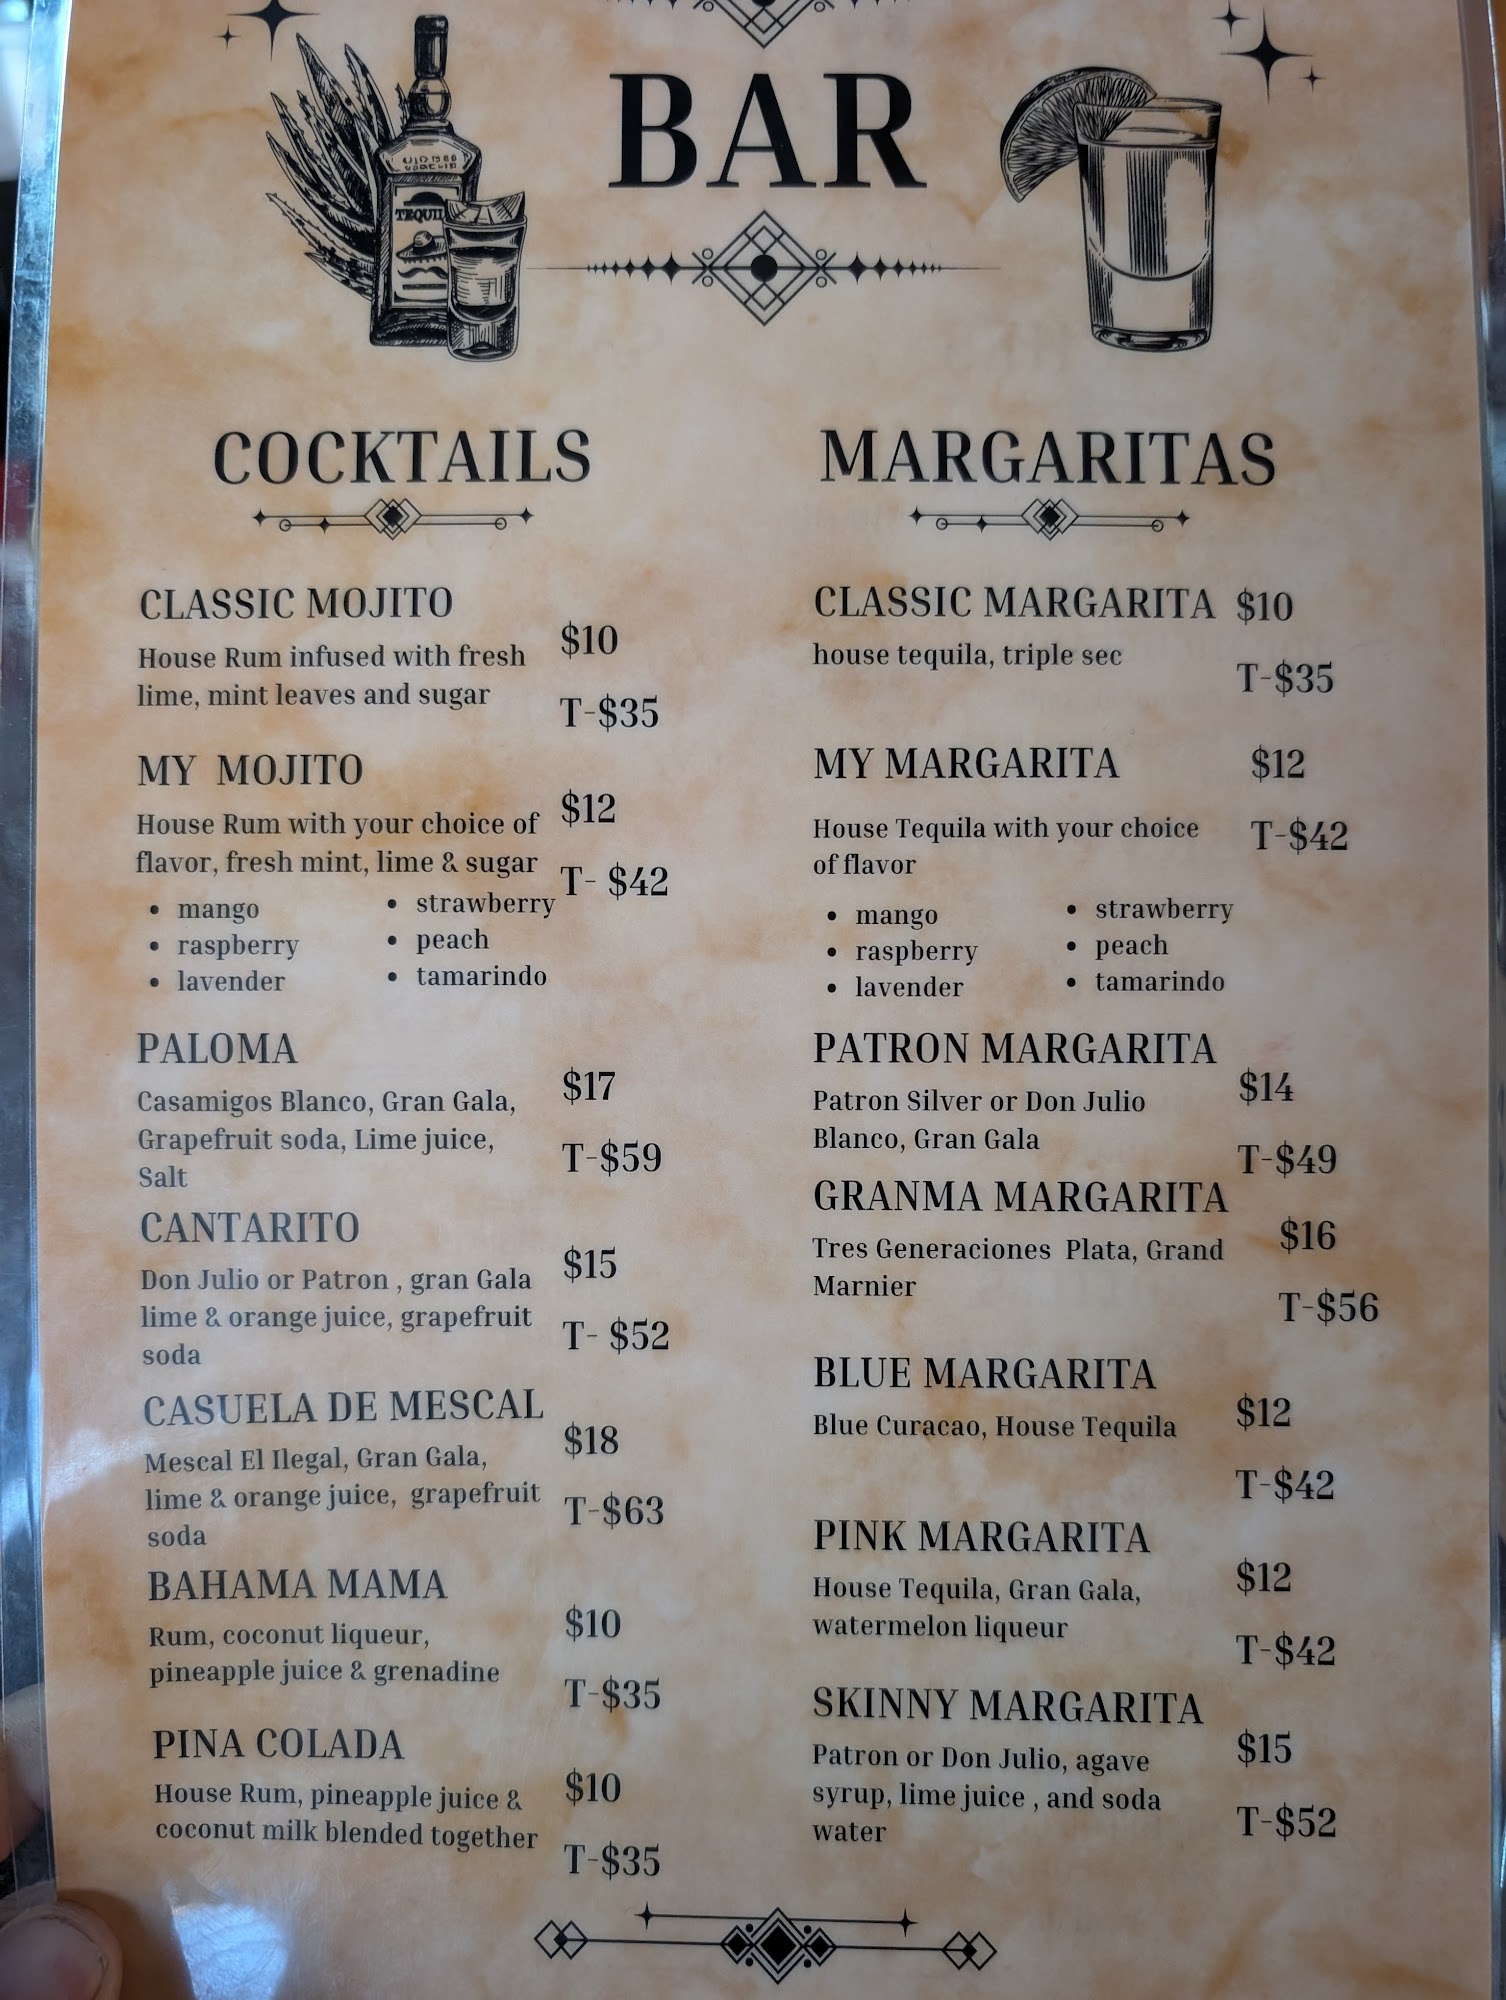 BAR
TEQUIL
COCKTAILS
CLASSIC MOJITO
House Rum infused with fresh
lime, mint leaves and sugar
$10
T-$35
MY MOJITO
House Rum with your choice of
flavor, fresh mint, lime & sugar
$12
T- $42
• mango
• raspberry
• lavender
• strawberry
• peach
• tamarindo
PALOMA
Casamigos Blanco, Gran Gala,
Grapefruit soda, Lime juice,
Salt
$17
T-$59
CANTARITO
Don Julio or Patron , gran Gala
lime & orange juice, grapefruit
soda
$15
T- $52
CASUELA DE MESCAL
Mescal El Ilegal, Gran Gala,
lime & orange juice, grapefruit
soda
$18
T-$63
BAHAMA MAMA
Rum, coconut liqueur,
pineapple juice & grenadine
$10
T-$35
PINA COLADA
House Rum, pineapple juice &
coconut milk blended together
$10
T-$35
MARGARITAS
CLASSIC MARGARITA $10
house tequila, triple sec
T-$35
MY MARGARITA $12
House Tequila with your choice
of flavor
T-$42
• mango
• raspberry
• lavender
• strawberry
• peach
• tamarindo
PATRON MARGARITA
Patron Silver or Don Julio
Blanco, Gran Gala
$14
T-$49
GRANMA MARGARITA
Tres Generaciones Plata, Grand
Marnier
$16
T-$56
BLUE MARGARITA
Blue Curacao, House Tequila
$12
T-$42
PINK MARGARITA
House Tequila, Gran Gala,
watermelon liqueur
$12
T-$42
SKINNY MARGARITA
Patron or Don Julio, agave
syrup, lime juice , and soda
water
$15
T-$52